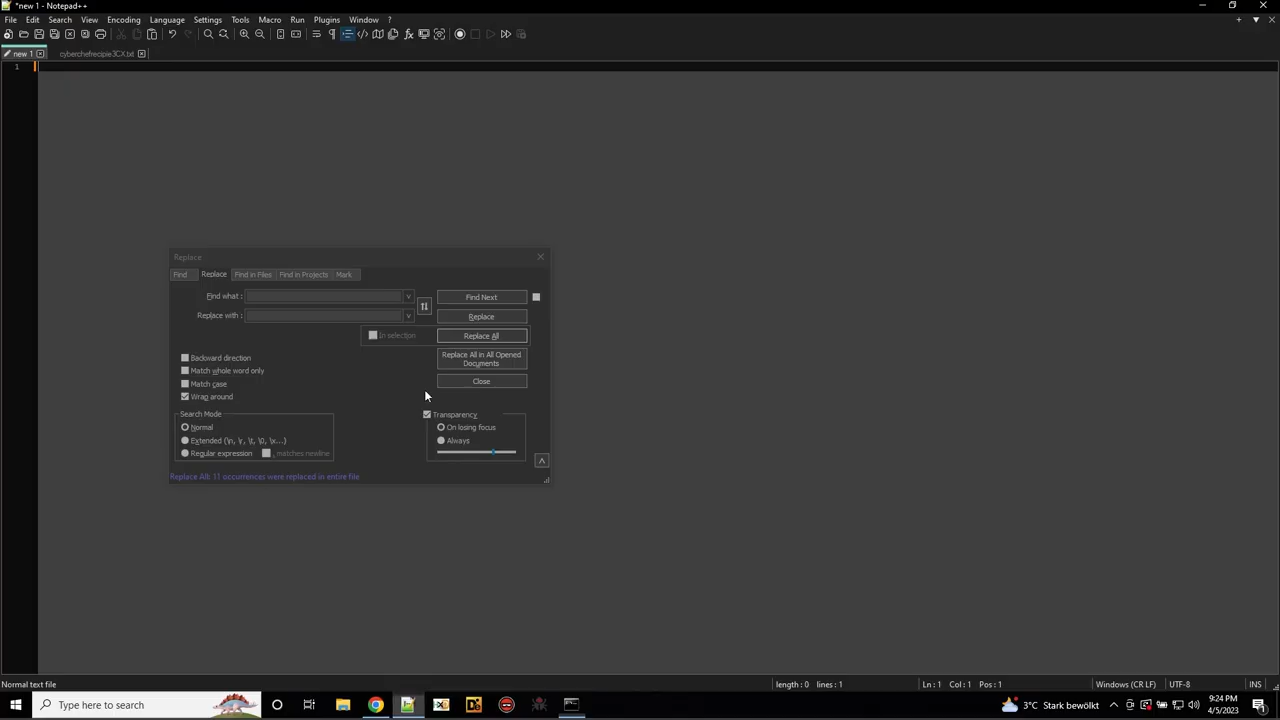 *new 1 - Notepad++
File Edit Search View Encoding Language Settings Tools Macro Run Plugins Window ?
new 1 cyberchefrecipie3CX.txt
1
Replace
Find Replace Find in Files Find in Projects Mark
Find what : Find Next
Replace with : Replace
In selection Replace All
Backward direction
Replace All in All Opened
Documents
Match whole word only
Match case Close
Wrap around
Search Mode Transparency
Normal On losing focus
Extended (\n, \r, \t, \0, \x...) Always
Regular expression . matches newline
Replace All: 11 occurrences were replaced in entire file
Normal text file length : 0 lines : 1 Ln : 1 Col : 1 Pos : 1 Windows (CR LF) UTF-8 INS
Type here to search 3°C Stark bewölkt 9:24 PM
4/5/2023